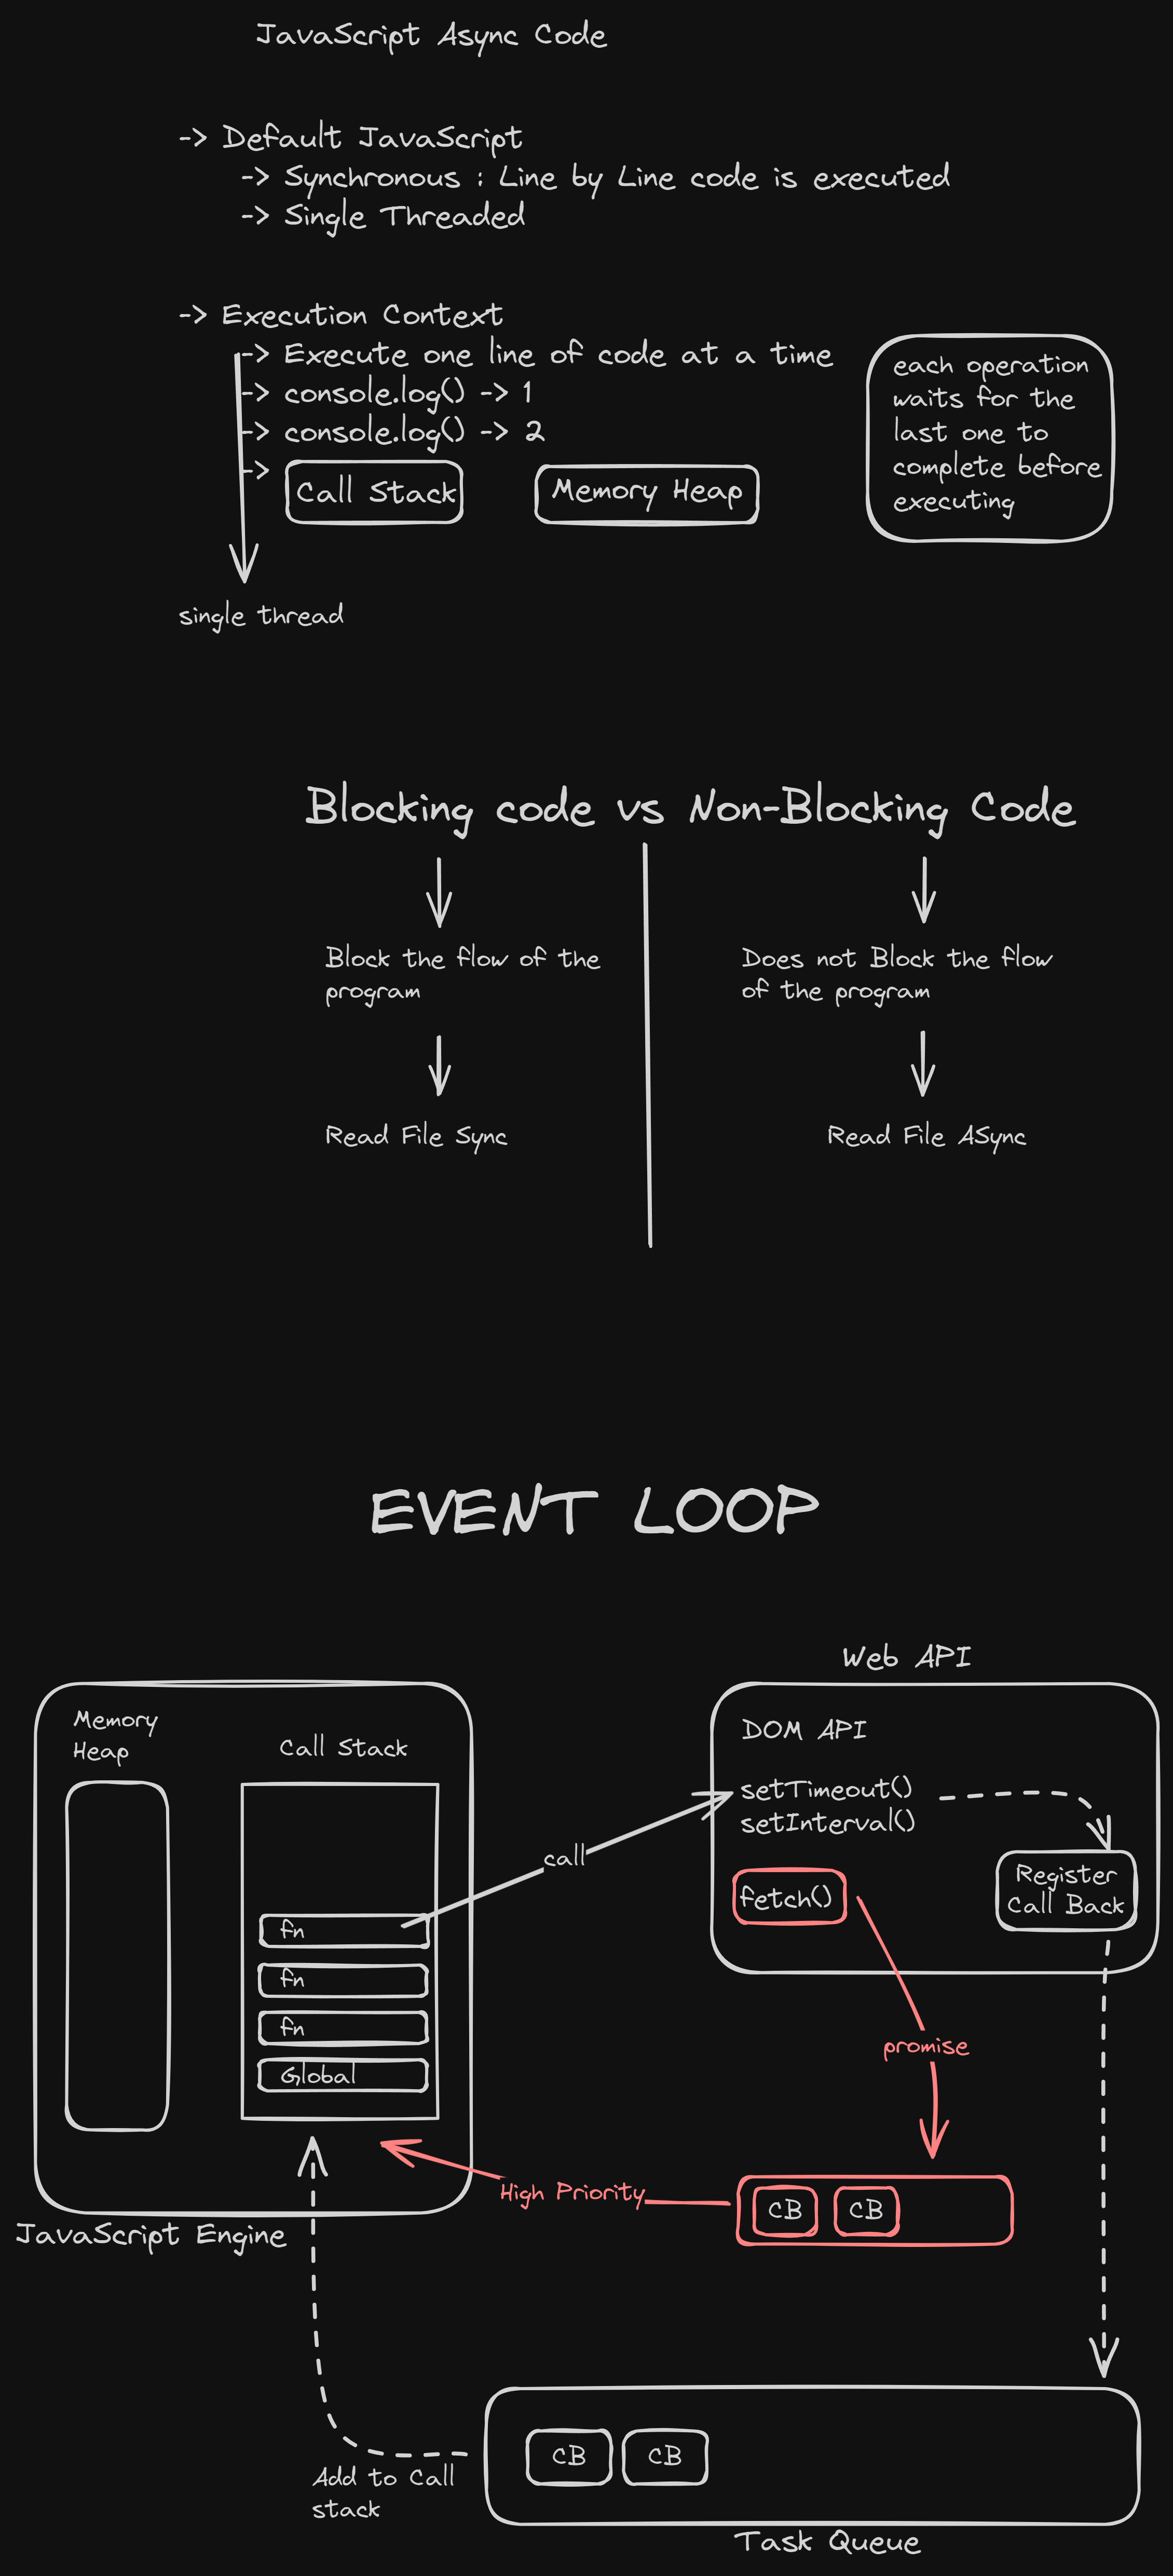 JavaScript Async Code
-> Default JavaScript
-> Synchronous : Line by Line code is executed
-> Single Threaded
-> Execution Context
-> Execute one line of code at a time
-> console.log() -> 1
-> console.log() -> 2
->
Call Stack
Memory Heap
each operation
waits for the
last one to
complete before
executing
single thread
Blocking code vs Non-Blocking Code
Block the flow of the
program
Does not Block the flow
of the program
Read File Sync
Read File ASync
EVENT LOOP
Memory
Heap
Call Stack
fn
fn
fn
Global
JavaScript Engine
call
Web API
DOM API
setTimeout()
setInterval()
fetch()
Register
Call Back
promise
High Priority
CB
CB
Add to Call
stack
CB
CB
Task Queue